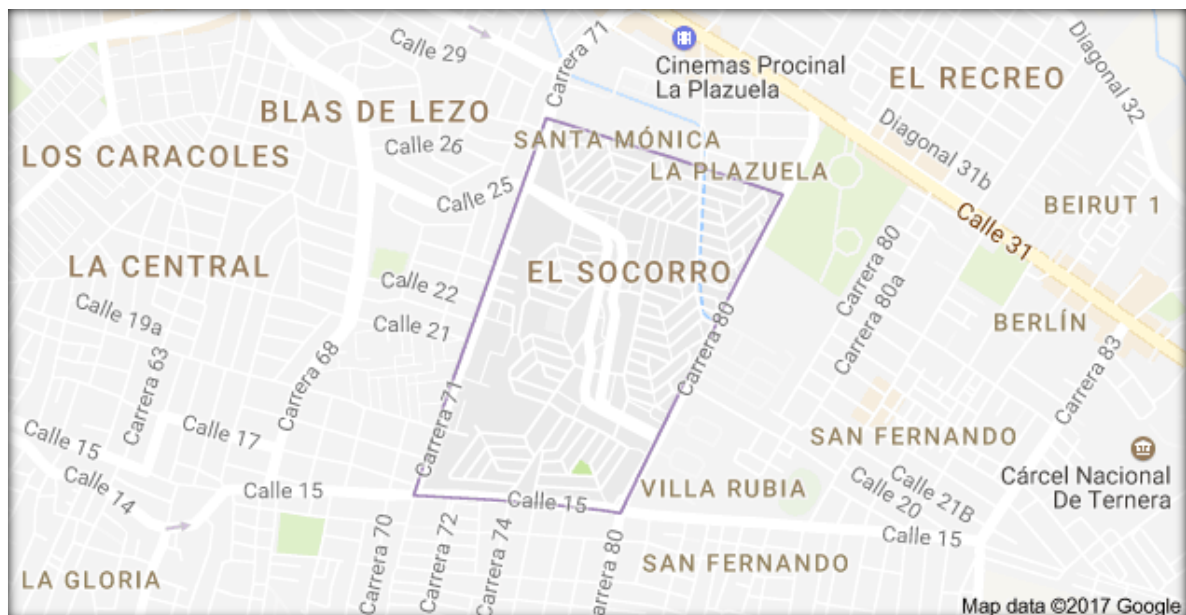 Calle 29
Carrera 71
Cinemas Procinal
La Plazuela
EL RECREO
Diagonal 32
BLAS DE LEZO
SANTA MÓNICA
Calle 26
Diagonal 31b
LOS CARACOLES
LA PLAZUELA
Calle 25
BEIRUT 1
Calle 31
LA CENTRAL
EL SOCORRO
Carrera 80
Calle 22
Carrera 80a
Calle 19a
Calle 21
BERLÍN
Carrera 63
Carrera 68
Carrera 80
Carrera 83
Carrera 71
Calle 15
Calle 17
SAN FERNANDO
Cárcel Nacional
De Ternera
Calle 14
Calle 15
Calle 15
VILLA RUBIA
Calle 20
Calle 21B
Calle 15
Carrera 70
Carrera 72
Carrera 74
Carrera 80
SAN FERNANDO
LA GLORIA
Map data ©2017 Google